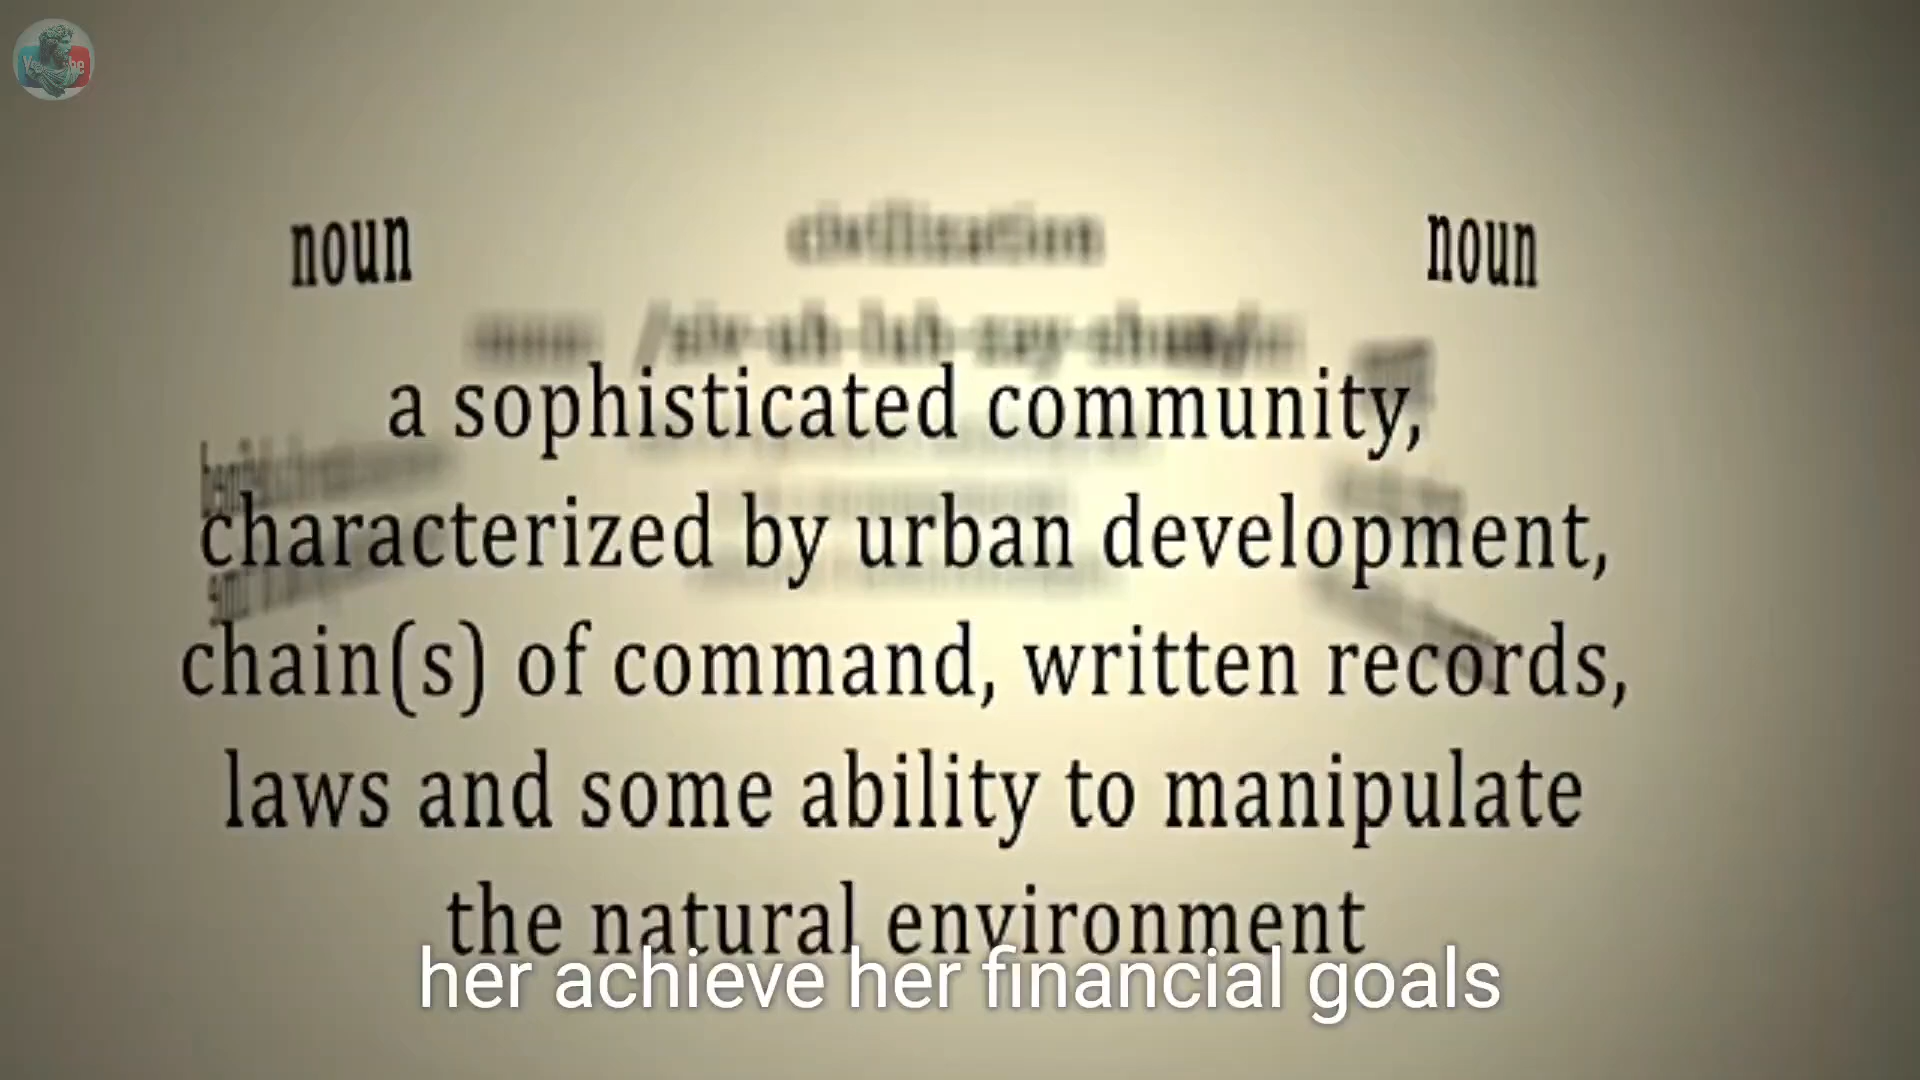 noun
civilisation
noun
a sophisticated community,
characterized by urban development,
chain(s) of command, written records,
laws and some ability to manipulate
the natural environment
her achieve her financial goals